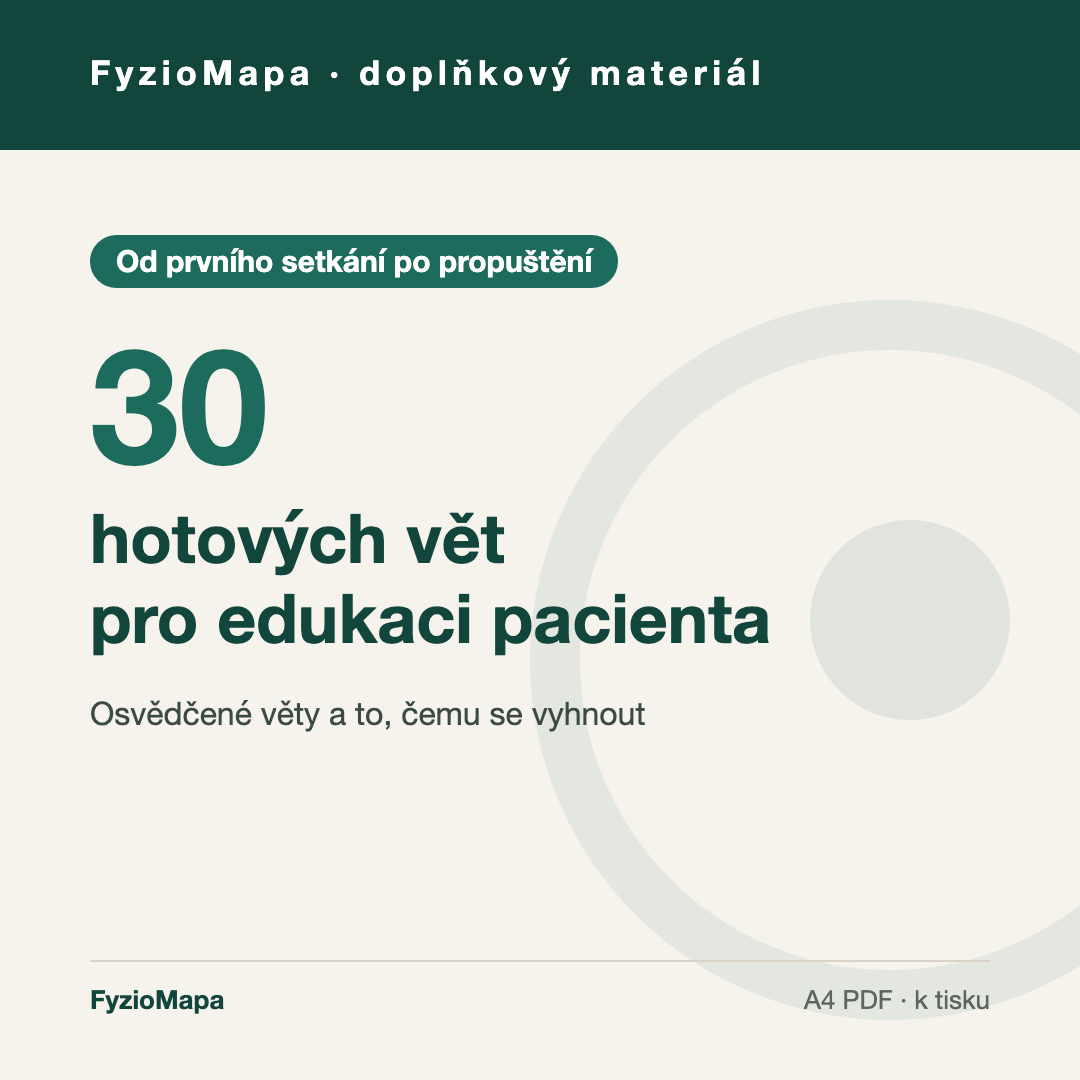 FyzioMapa · doplňkový materiál
Od prvního setkání po propuštění
30
hotových vět
pro edukaci pacienta
Osvědčené věty a to, čemu se vyhnout
FyzioMapa
A4 PDF · k tisku